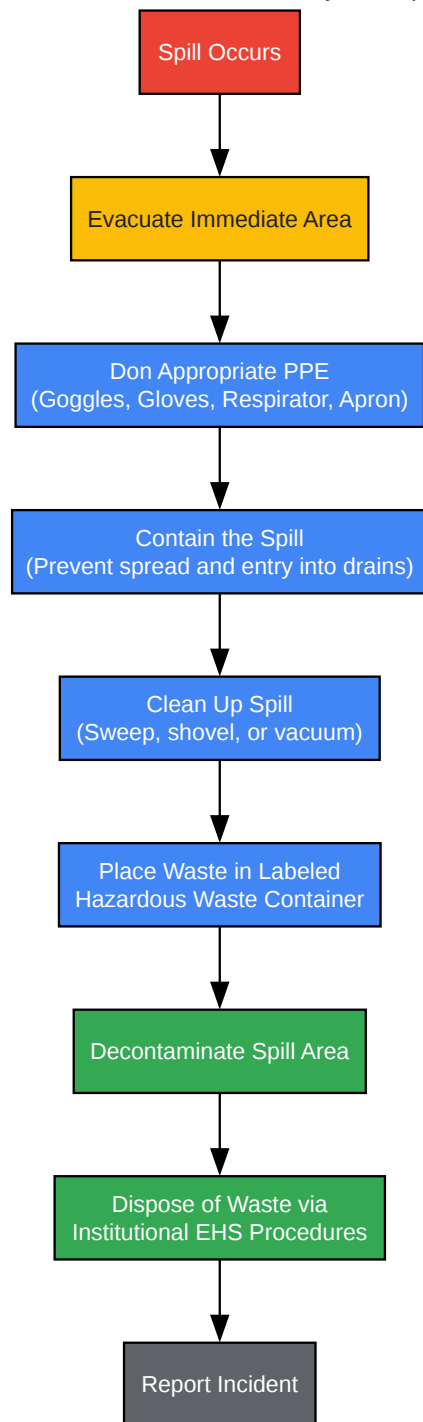 Spill Occurs
Evacuate Immediate Area
Don Appropriate PPE
(Goggles, Gloves, Respirator, Apron)
Contain the Spill
(Prevent spread and entry into drains)
Clean Up Spill
(Sweep, shovel, or vacuum)
Place Waste in Labeled
Hazardous Waste Container
Decontaminate Spill Area
Dispose of Waste via
Institutional EHS Procedures
Report Incident